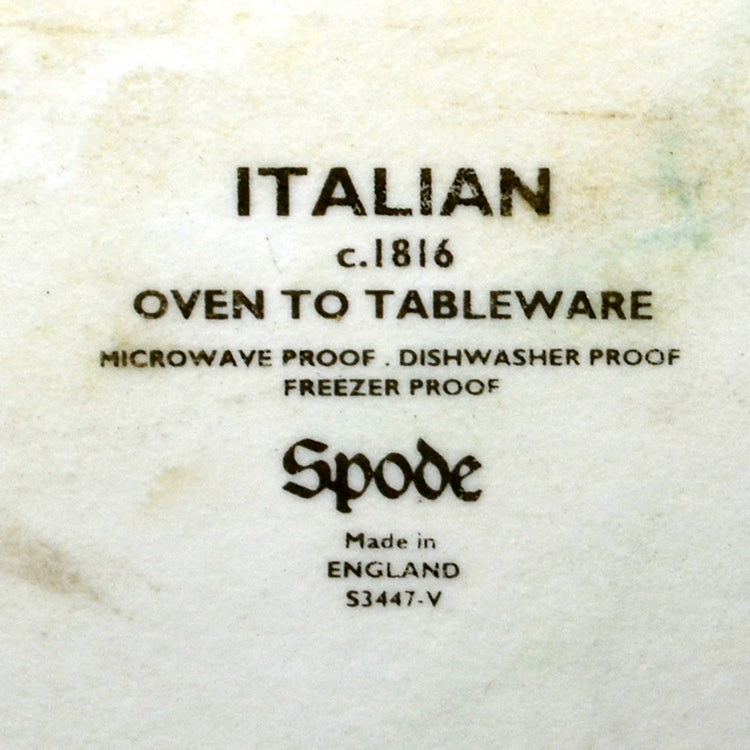 ITALIAN
c.1816
OVEN TO TABLEWARE
MICROWAVE PROOF . DISHWASHER PROOF
FREEZER PROOF
Spode
Made in
ENGLAND
S3447-V